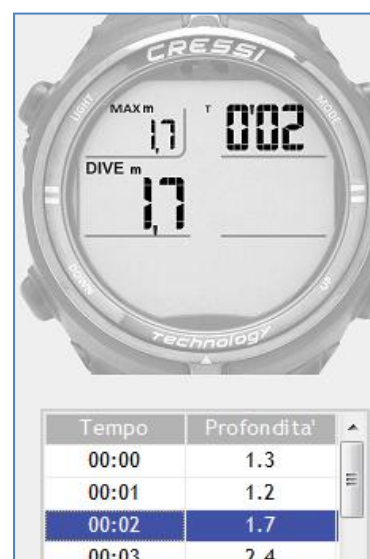 CRESSI
LIGHT
MODE
MAX m
1,7
T
0'02
DIVE m
1,7
DOWN
UP
Technology
Tempo Profondita'
00:00 1.3
00:01 1.2
00:02 1.7
00:03 2.4